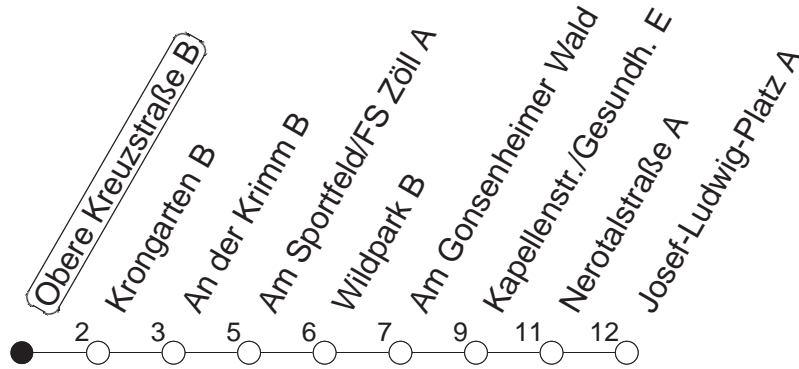 Obere Kreuzstraße B
Krongarten B
An der Krimm B
Am Sportfeld/FS Zöll A
Wildpark B
Am Gonsenheimer Wald
Kapellenstr./Gesundh. E
Nerotalstraße A
Josef-Ludwig-Platz A
2 3 5 6 7 9 11 12